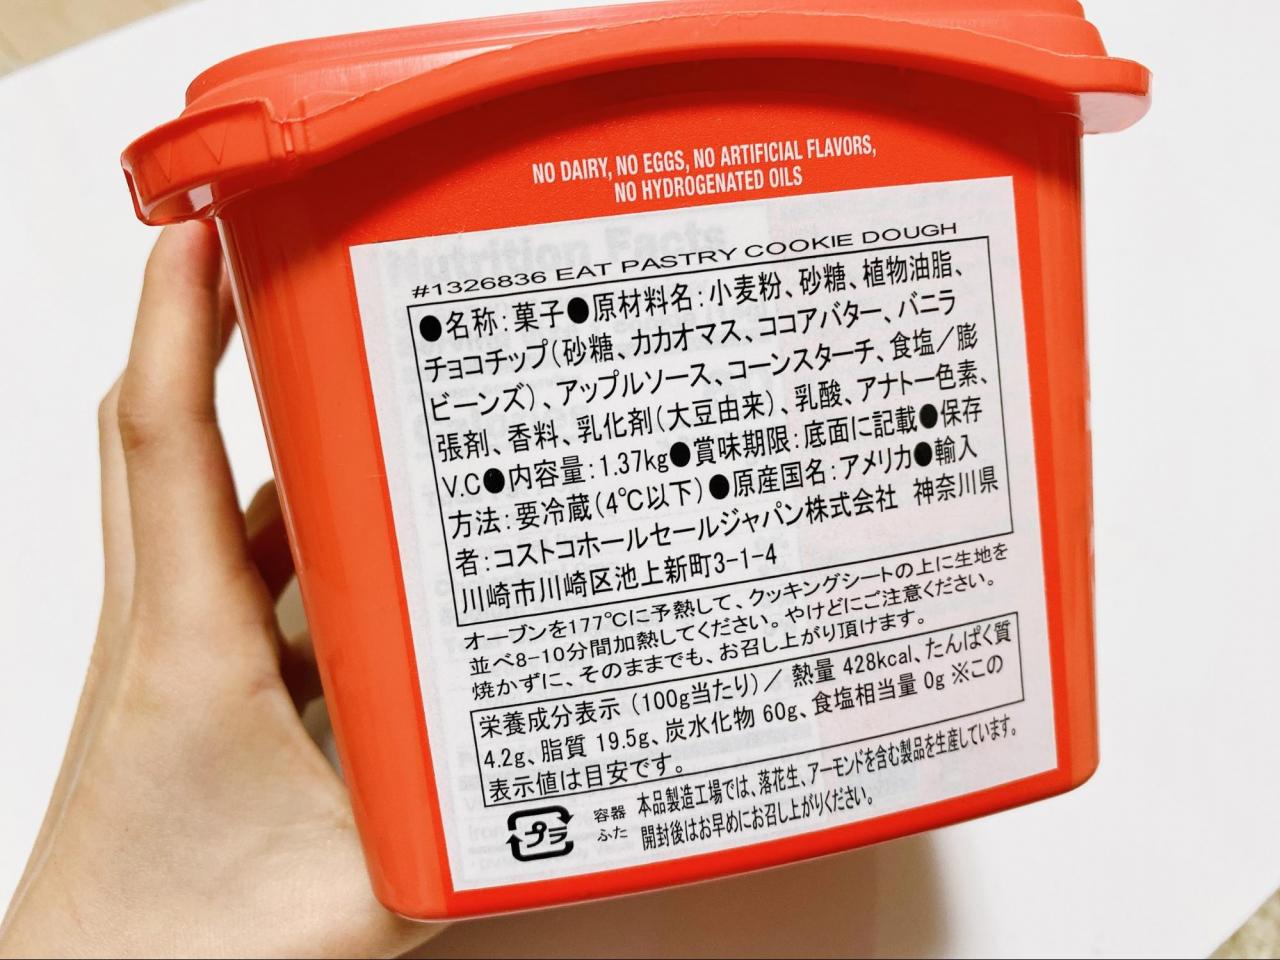 NO DAIRY, NO EGGS, NO ARTIFICIAL FLAVORS,
NO HYDROGENATED OILS
Nutrition Facts
#1326836 EAT PASTRY COOKIE DOUGH
●名称:菓子●原材料名:小麦粉、砂糖、植物油脂、
チョコチップ(砂糖、カカオマス、ココアバター、バニラ
ビーンズ)、アップルソース、コーンスターチ、食塩/膨
張剤、香料、乳化剤(大豆由来)、乳酸、アナトー色素、
V.C●内容量:1.37kg●賞味期限:底面に記載●保存
方法:要冷蔵(4℃以下)●原産国名:アメリカ●輸入
者:コストコホールセールジャパン株式会社 神奈川県
川崎市川崎区池上新町3-1-4
オーブンを177℃に予熱して、クッキングシートの上に生地を
並べ8-10分間加熱してください。やけどにご注意ください。
焼かずに、そのままでも、お召し上がり頂けます。
栄養成分表示(100g当たり)/ 熱量 428kcal、たんぱく質
4.2g、脂質 19.5g、炭水化物 60g、食塩相当量 0g ※この
表示値は目安です。
プラ
容器
ふた
本品製造工場では、落花生、アーモンドを含む製品を生産しています。
開封後はお早めにお召し上がりください。